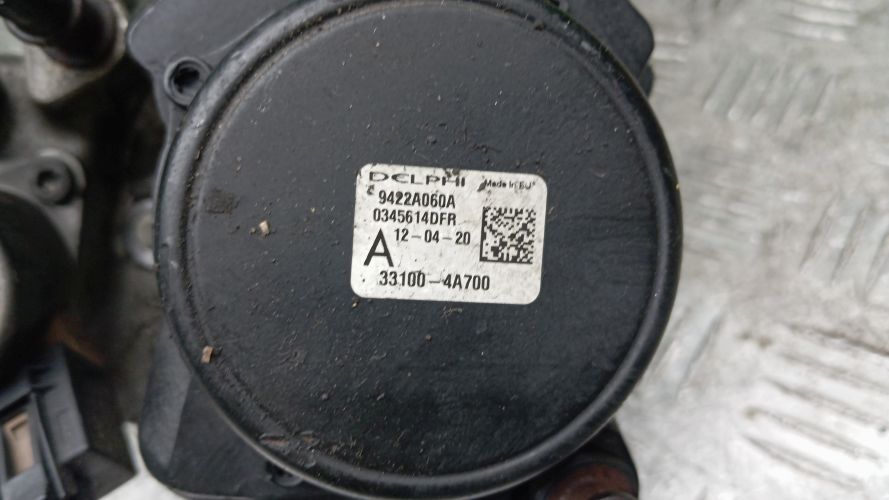 DELPHI Made in EU
9422A060A
0345614DFR
A 12-04-20
33100-4A700